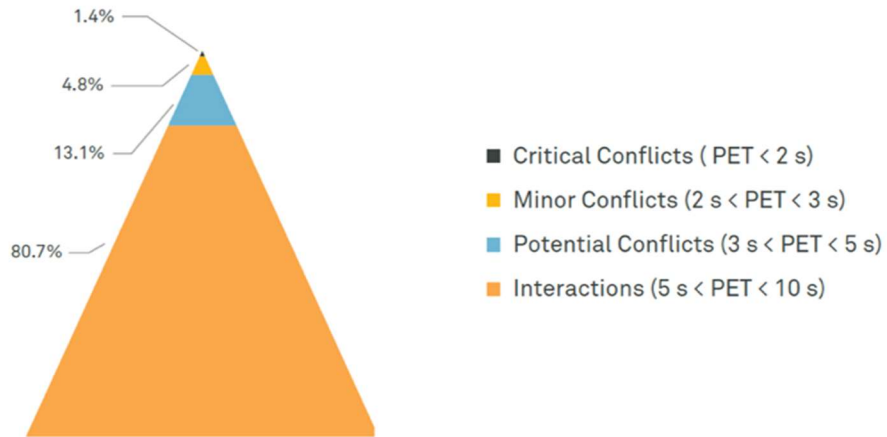 1.4%
4.8%
13.1%
80.7%
Critical Conflicts ( PET < 2 s)
Minor Conflicts (2 s < PET < 3 s)
Potential Conflicts (3 s < PET < 5 s)
Interactions (5 s < PET < 10 s)